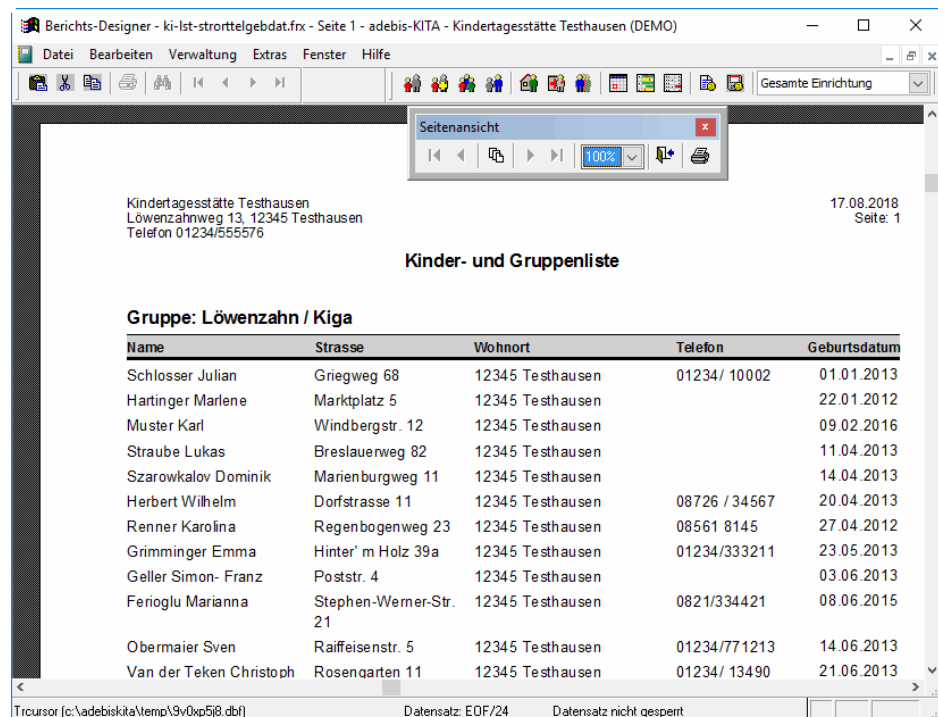 Berichts-Designer - ki-lst-strorttelgebdat.frx - Seite 1 - adebis-KITA - Kindertagesstätte Testhausen (DEMO)
Datei Bearbeiten Verwaltung Extras Fenster Hilfe
Gesamte Einrichtung
Seitenansicht
100%
Kindertagesstätte Testhausen 17.08.2018
Löwenzahnweg 13, 12345 Testhausen Seite: 1
Telefon 01234/555576
Kinder- und Gruppenliste
Gruppe: Löwenzahn / Kiga
Name Strasse Wohnort Telefon Geburtsdatum
Schlosser Julian Griegweg 68 12345 Testhausen 01234/ 10002 01.01.2013
Hartinger Marlene Marktplatz 5 12345 Testhausen 22.01.2012
Muster Karl Windbergstr. 12 12345 Testhausen 09.02.2016
Straube Lukas Breslauerweg 82 12345 Testhausen 11.04.2013
Szarowkalov Dominik Marienburgweg 11 12345 Testhausen 14.04.2013
Herbert Wilhelm Dorfstrasse 11 12345 Testhausen 08726 / 34567 20.04.2013
Renner Karolina Regenbogenweg 23 12345 Testhausen 08561 8145 27.04.2012
Grimminger Emma Hinter' m Holz 39a 12345 Testhausen 01234/333211 23.05.2013
Geller Simon- Franz Poststr. 4 12345 Testhausen 03.06.2013
Ferioglu Marianna Stephen-Werner-Str. 12345 Testhausen 0821/334421 08.06.2015
21
Obermaier Sven Raiffeisenstr. 5 12345 Testhausen 01234/771213 14.06.2013
Van der Teken Christoph Rosengarten 11 12345 Testhausen 01234/ 13490 21.06.2013
Trcursor (c:\adebiskita\temp\9v0xp5j8.dbf) Datensatz: EOF/24 Datensatz nicht gesperrt